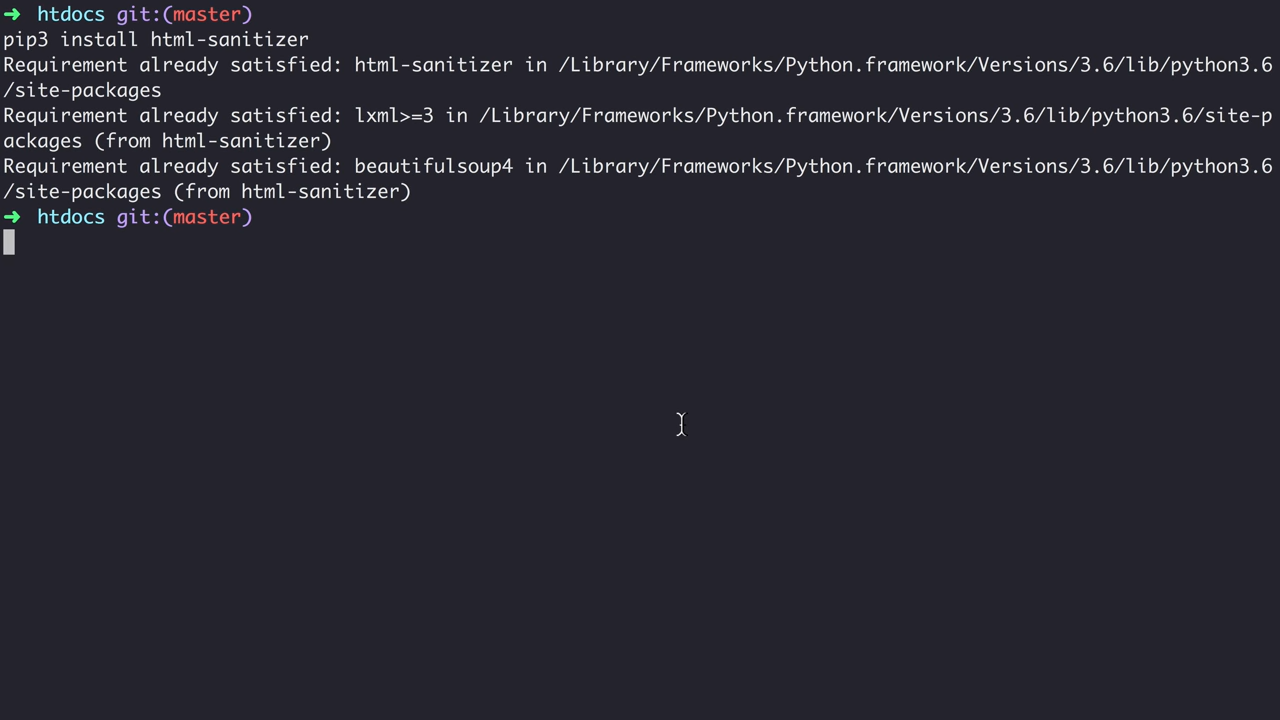 ➜ htdocs git:(master)
pip3 install html-sanitizer
Requirement already satisfied: html-sanitizer in /Library/Frameworks/Python.framework/Versions/3.6/lib/python3.6
/site-packages
Requirement already satisfied: lxml>=3 in /Library/Frameworks/Python.framework/Versions/3.6/lib/python3.6/site-p
ackages (from html-sanitizer)
Requirement already satisfied: beautifulsoup4 in /Library/Frameworks/Python.framework/Versions/3.6/lib/python3.6
/site-packages (from html-sanitizer)
➜ htdocs git:(master)